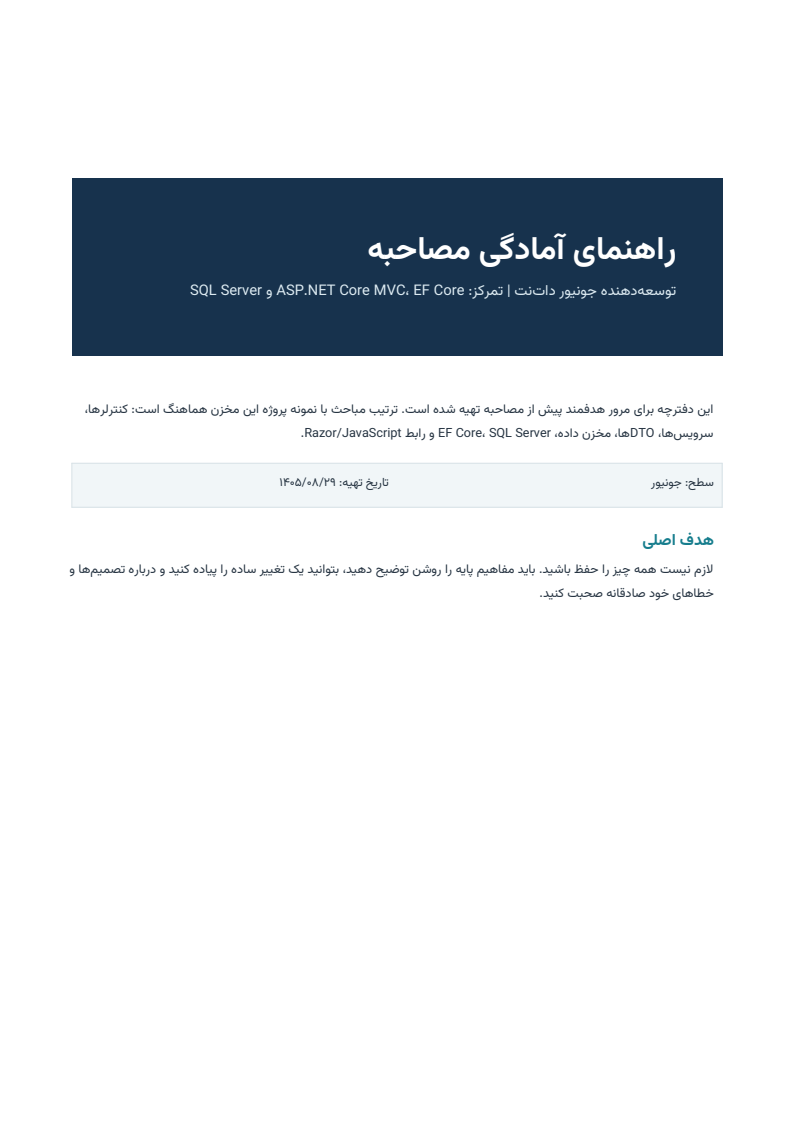 راهنمای آمادگی مصاحبه
توسعه‌دهنده جونیور دات‌نت | تمرکز: ASP.NET Core MVC، EF Core و SQL Server
این دفترچه برای مرور هدفمند پیش از مصاحبه تهیه شده است. ترتیب مباحث با نمونه پروژه این مخزن هماهنگ است: کنترلرها،
سرویس‌ها، DTOها، مخزن داده، EF Core، SQL Server و رابط Razor/JavaScript.
سطح: جونیور
تاریخ تهیه: ۱۴۰۵/۰۸/۲۹
هدف اصلی
لازم نیست همه چیز را حفظ باشید. باید مفاهیم پایه را روشن توضیح دهید، بتوانید یک تغییر ساده را پیاده کنید و درباره تصمیم‌ها و
خطاهای خود صادقانه صحبت کنید.